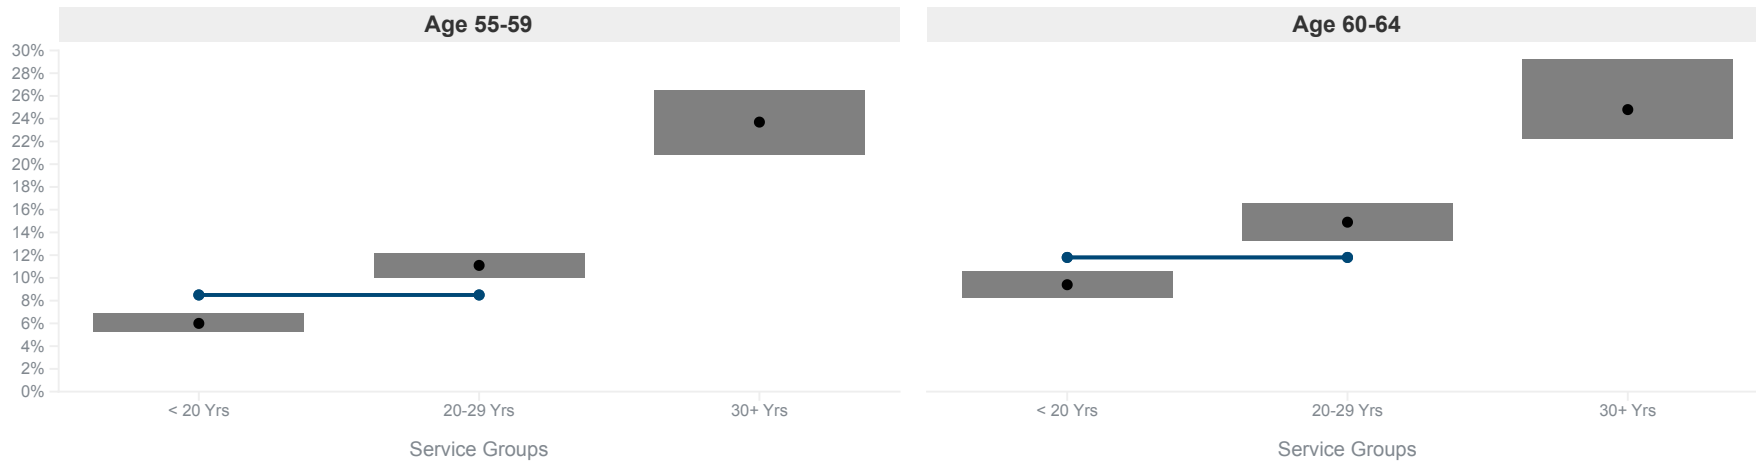 Age 55-59
Age 60-64
30%
28%
26%
24%
22%
20%
18%
16%
14%
12%
10%
8%
6%
4%
2%
0%
< 20 Yrs
20-29 Yrs
30+ Yrs
< 20 Yrs
20-29 Yrs
30+ Yrs
Service Groups
Service Groups